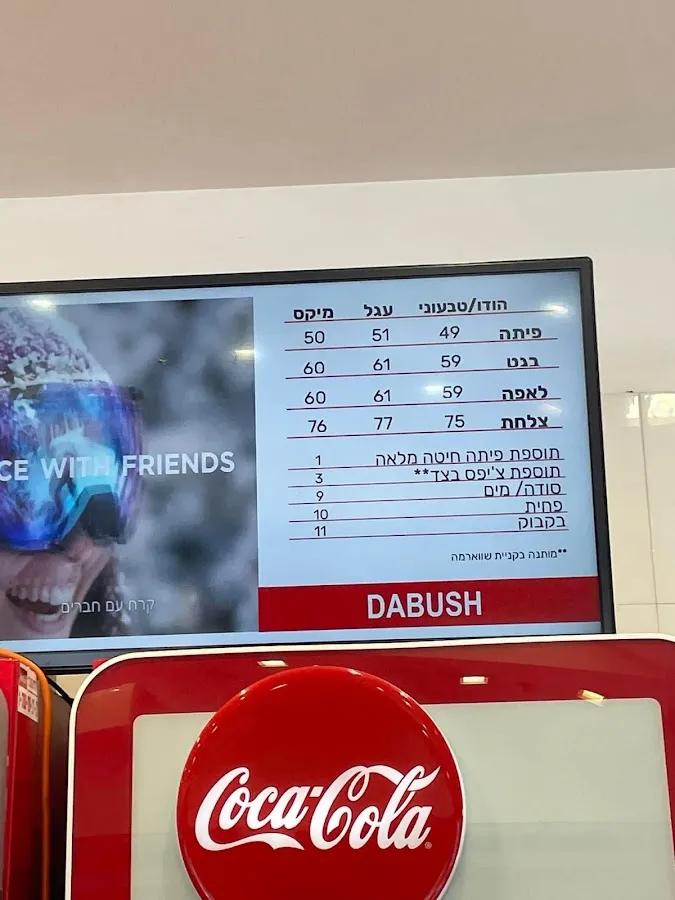 הודו/טבעוני עגל מיקס
פיתה 49 51 50
בגט 59 61 60
לאפה 59 61 60
צלחת 75 77 76
תוספת פיתה חיטה מלאה 1
תוספת צ'יפס בצד** 3
סודה/ מים 9
פחית 10
בקבוק 11
**מותנה בקניית שווארמה
DABUSH
CE WITH FRIENDS
קרח עם חברים
Coca-Cola